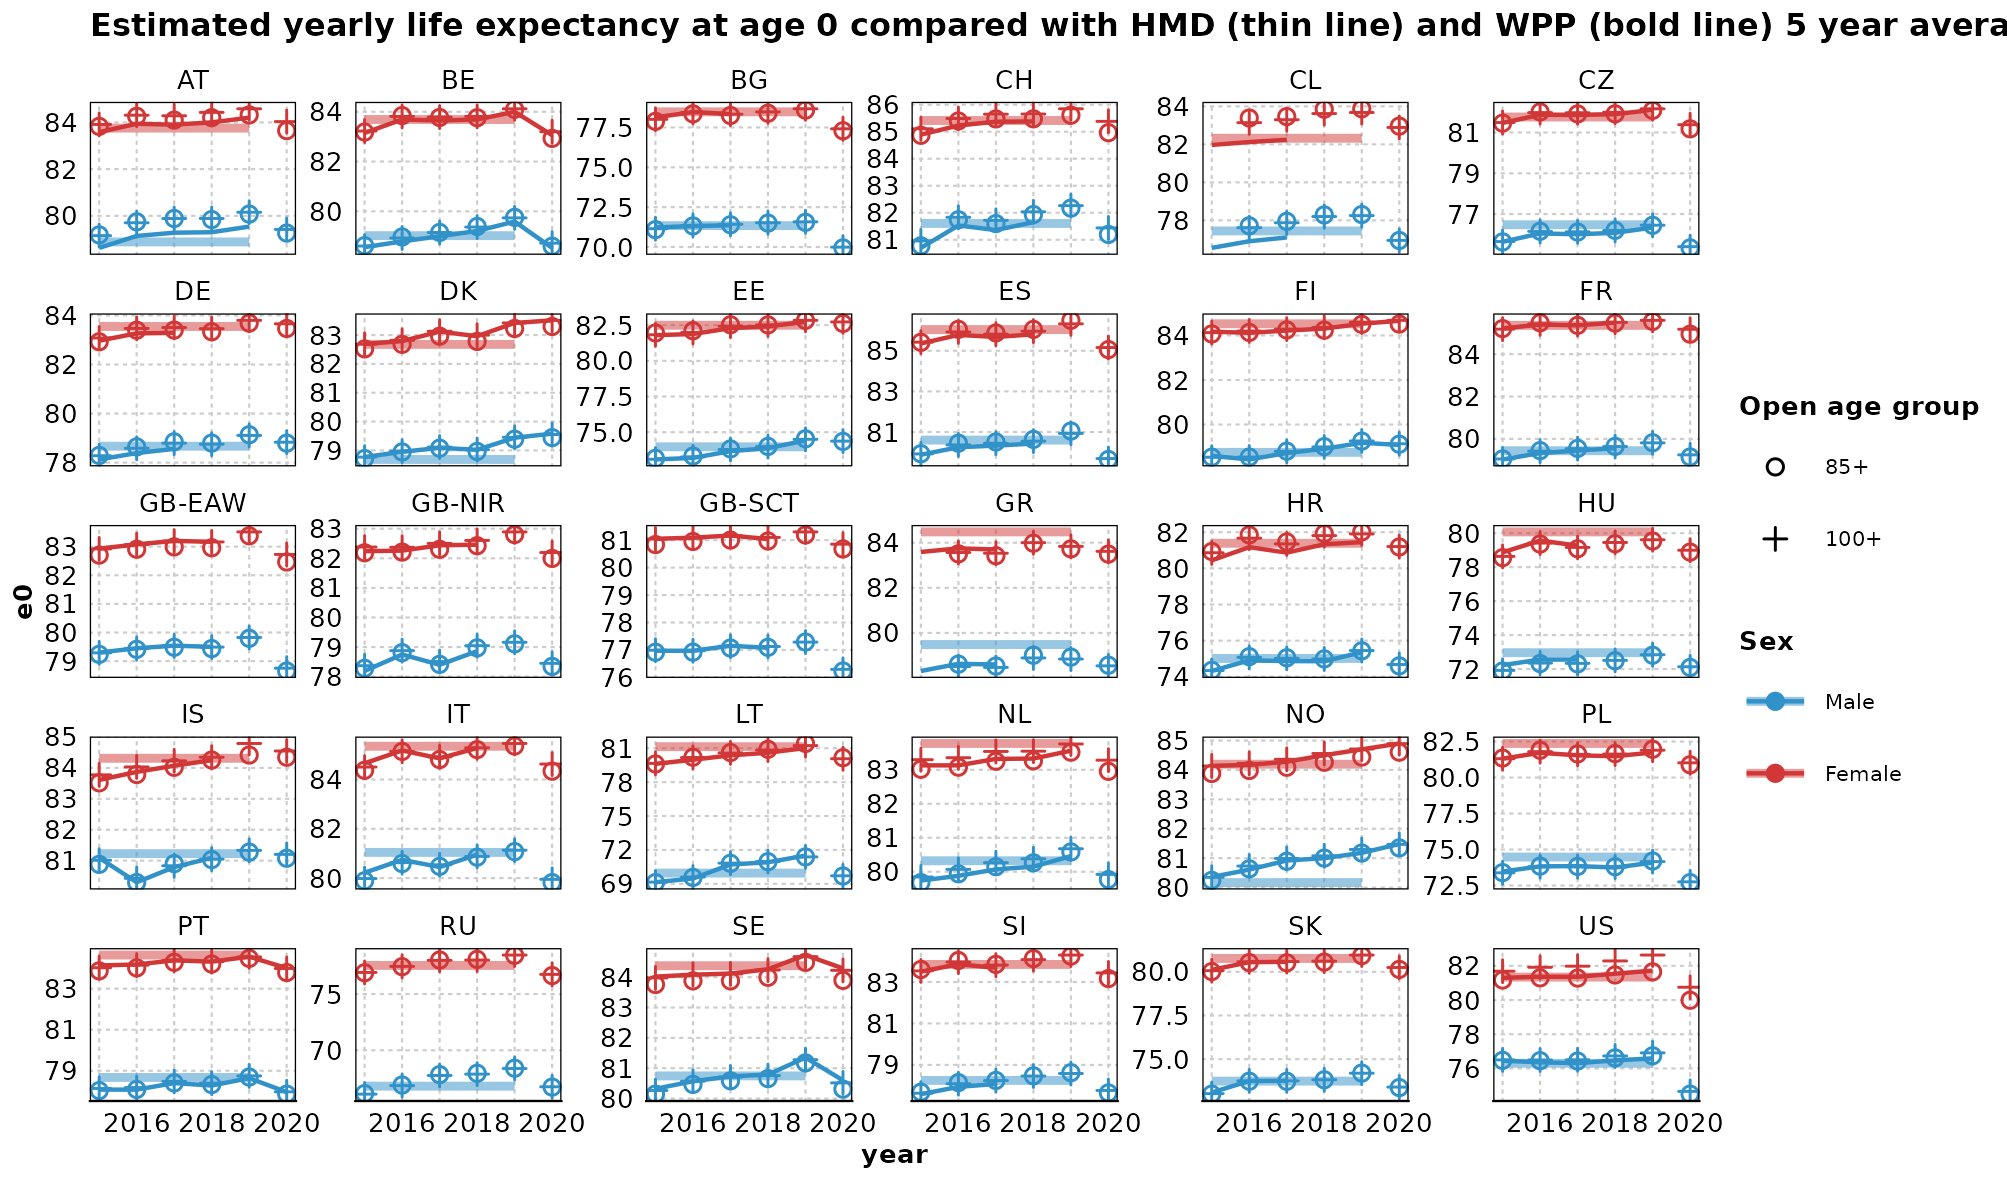 Estimated yearly life expectancy at age 0 compared with HMD (thin line) and WPP (bold line) 5 year avera
AT BE BG CH CL CZ
84 82 80
84 82 80
77.5 75.0 72.5 70.0
86 85 84 83 82 81
84 82 80 78
81 79 77
DE DK EE ES FI FR
84 82 80 78
83 82 81 80 79
82.5 80.0 77.5 75.0
85 83 81
84 82 80
84 82 80
GB-EAW GB-NIR GB-SCT GR HR HU
83 82 81 80 79
83 82 81 80 79 78
81 80 79 78 77 76
84 82 80
82 80 78 76 74
80 78 76 74 72
IS IT LT NL NO PL
85 84 83 82 81
84 82 80
81 78 75 72 69
83 82 81 80
85 84 83 82 81 80
82.5 80.0 77.5 75.0 72.5
PT RU SE SI SK US
83 81 79
75 70
84 83 82 81 80
83 81 79
80.0 77.5 75.0
82 80 78 76
2016 2018 2020 2016 2018 2020 2016 2018 2020 2016 2018 2020 2016 2018 2020 2016 2018 2020
year
e0
Open age group
85+
100+
Sex
Male
Female